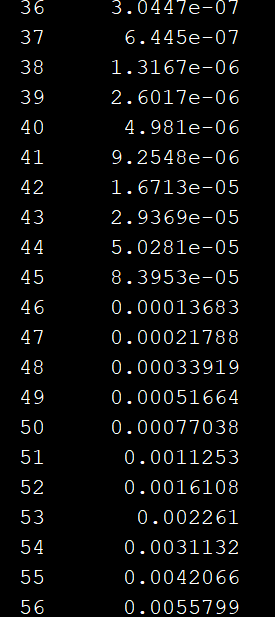 36 3.0447e-07
37 6.445e-07
38 1.3167e-06
39 2.6017e-06
40 4.981e-06
41 9.2548e-06
42 1.6713e-05
43 2.9369e-05
44 5.0281e-05
45 8.3953e-05
46 0.00013683
47 0.00021788
48 0.00033919
49 0.00051664
50 0.00077038
51 0.0011253
52 0.0016108
53 0.002261
54 0.0031132
55 0.0042066
56 0.0055799